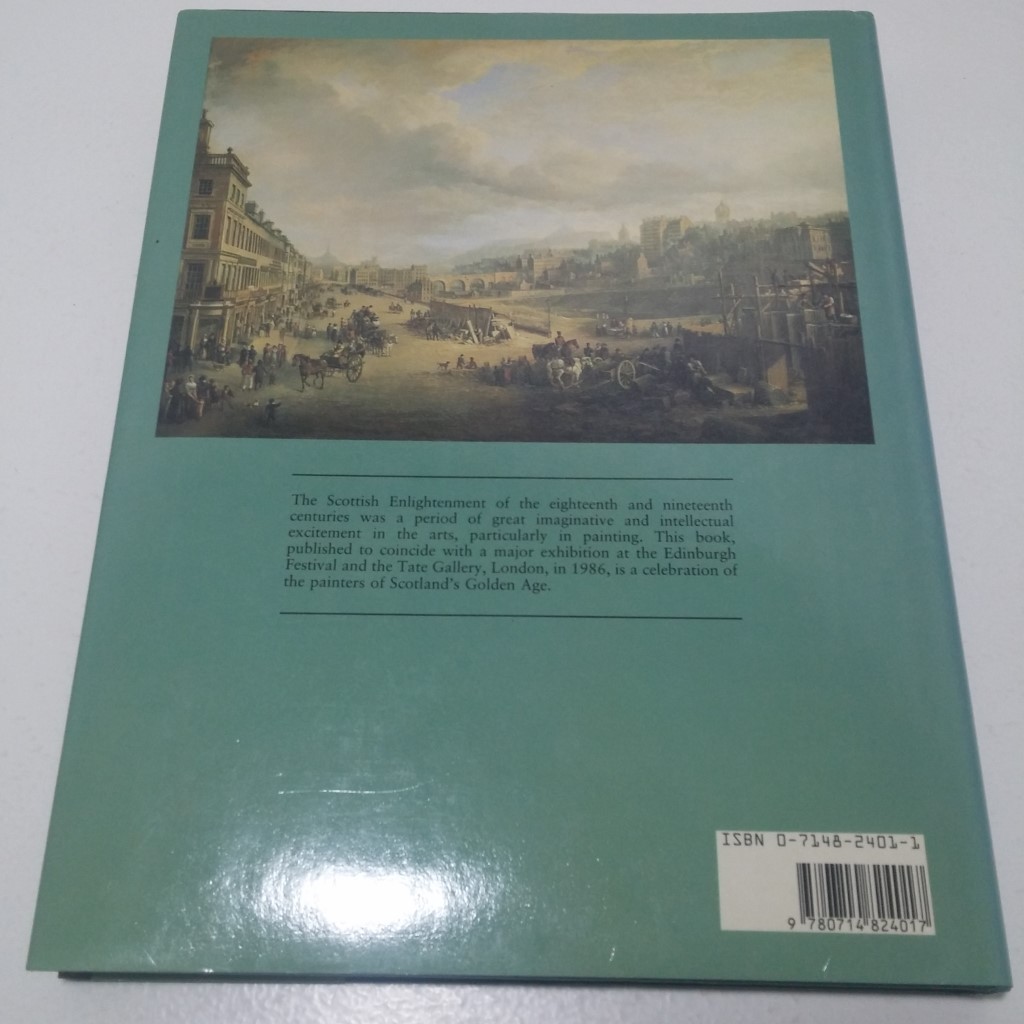 The Scottish Enlightenment of the eighteenth and nineteenth
centuries was a period of great imaginative and intellectual
excitement in the arts, particularly in painting. This book,
published to coincide with a major exhibition at the Edinburgh
Festival and the Tate Gallery, London, in 1986, is a celebration of
the painters of Scotland's Golden Age.
ISBN 0-7148-2401-1
9 780714 824017